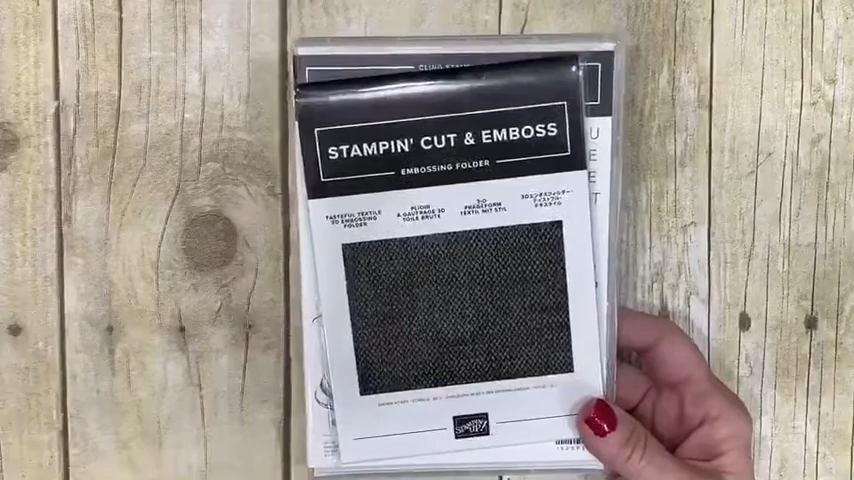 CLING STAMP
STAMPIN' CUT & EMBOSS
EMBOSSING FOLDER
TASTEFUL TEXTILE
3D EMBOSSING
FOLDER
PLIOIR
À GAUFRAGE 3D
TOILE BRUTE
3-D
PRÄGEFORM
TEXTIL MIT STIL
3Dエンボスフォルダー
テイストフル・
テキスタイル
STAMPIN'
UP!